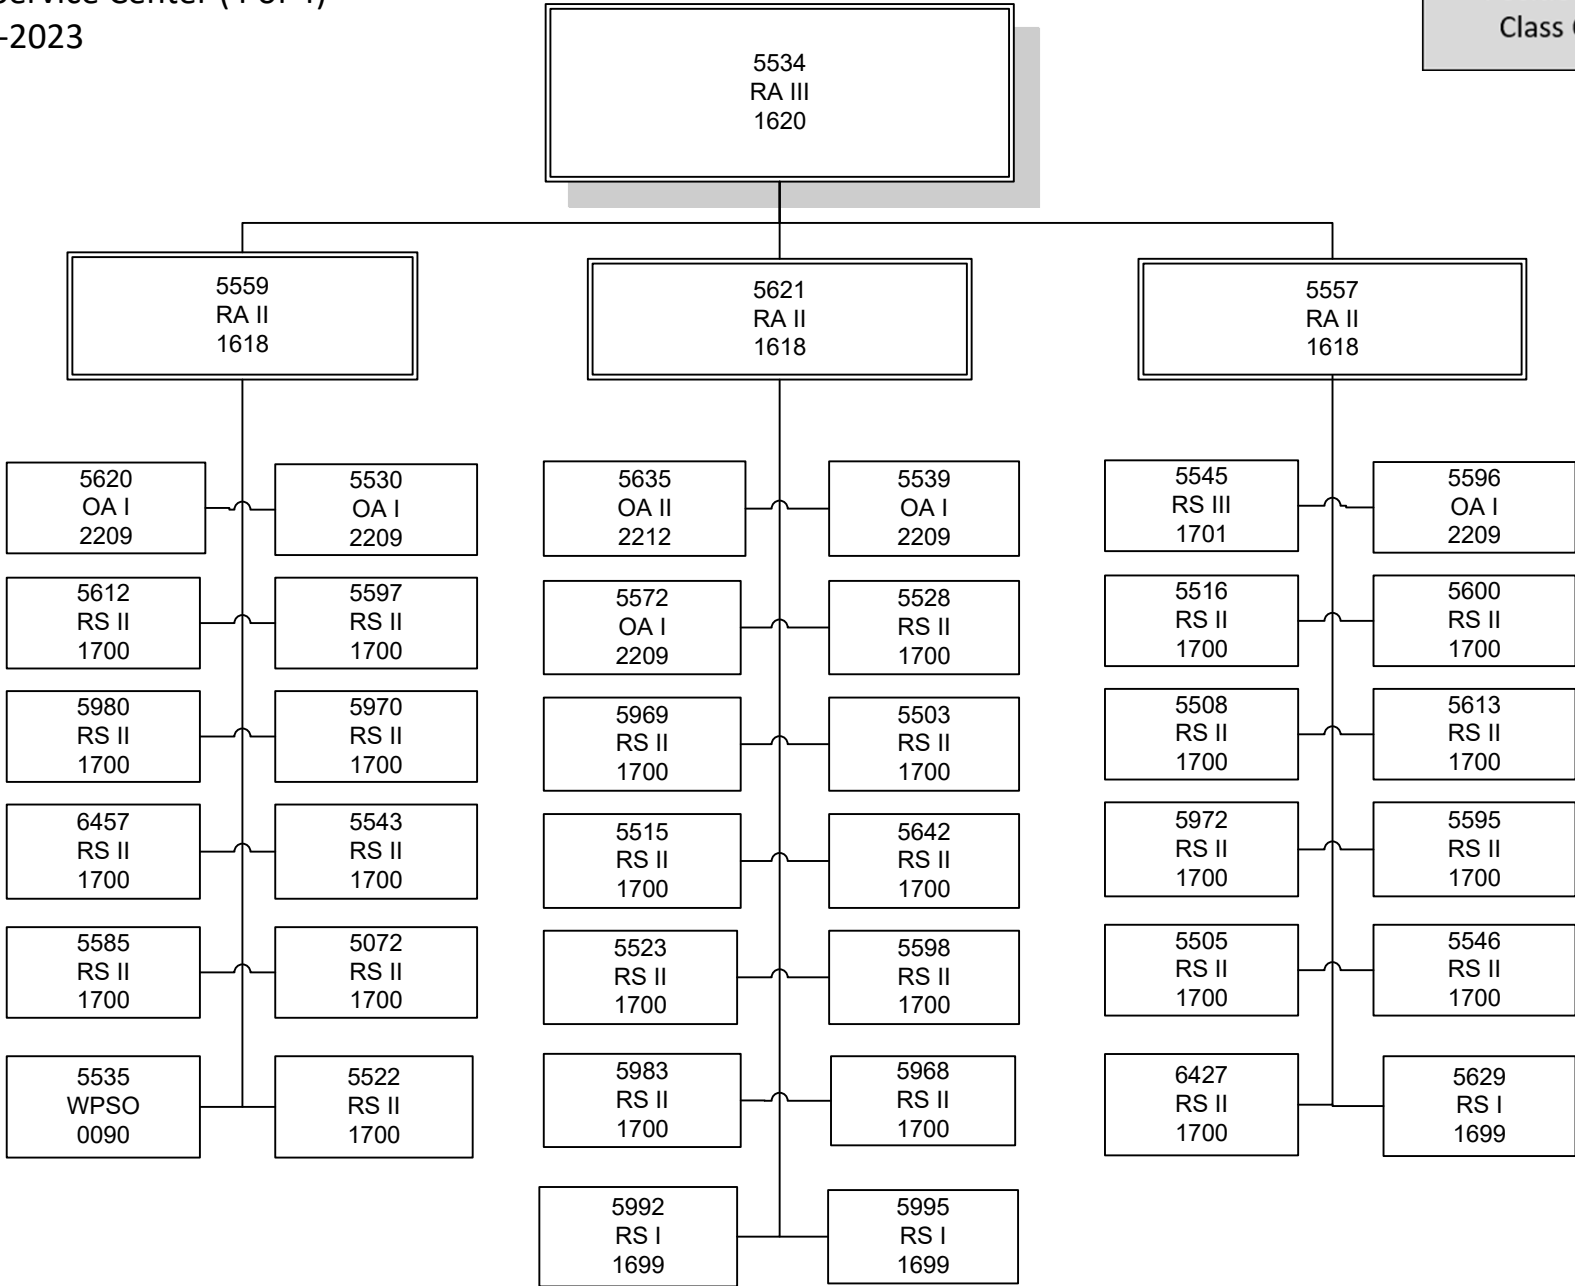 Service Center (4 of 4)
-2023
Class
5534
RA III
1620
5559
RA II
1618
5621
RA II
1618
5557
RA II
1618
5620
OA I
2209
5530
OA I
2209
5612
RS II
1700
5597
RS II
1700
5980
RS II
1700
5970
RS II
1700
6457
RS II
1700
5543
RS II
1700
5585
RS II
1700
5072
RS II
1700
5535
WPSO
0090
5522
RS II
1700
5635
OA II
2212
5539
OA I
2209
5572
OA I
2209
5528
RS II
1700
5969
RS II
1700
5503
RS II
1700
5515
RS II
1700
5642
RS II
1700
5523
RS II
1700
5598
RS II
1700
5983
RS II
1700
5968
RS II
1700
5992
RS I
1699
5995
RS I
1699
5545
RS III
1701
5596
OA I
2209
5516
RS II
1700
5600
RS II
1700
5508
RS II
1700
5613
RS II
1700
5972
RS II
1700
5595
RS II
1700
5505
RS II
1700
5546
RS II
1700
6427
RS II
1700
5629
RS I
1699